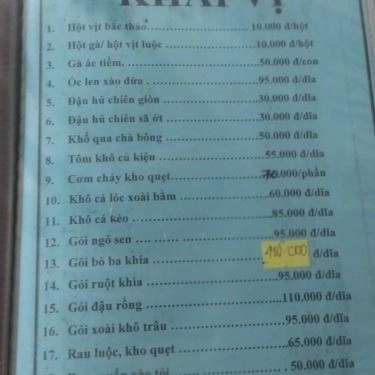 KHAI VỊ
1. Hột vịt bắc thảo.................... 10.000 đ/hột
2. Hột gà/ hột vịt luộc ................10.000 đ/hột
3. Gà ác tiềm...........................50.000 đ/con
4. Ốc len xào dừa ......................95.000 đ/dĩa
5. Đậu hủ chiên giòn ...................30.000 đ/dĩa
6. Đậu hủ chiên sã ớt ..................30.000 đ/dĩa
7. Khổ qua chà bông ....................50.000 đ/dĩa
8. Tôm khô củ kiệu .....................55.000 đ/dĩa
9. Cơm cháy kho quẹt....................70.000/phần
10. Khô cá lóc xoài bằm ................60.000 đ/dĩa
11. Khô cá kèo..........................85.000 đ/dĩa
12. Gỏi ngó sen ........................95.000 đ/dĩa
13. Gỏi bò ba khía .....................110.000 đ/dĩa
14. Gỏi ruột khìa ......................95.000 đ/dĩa
15. Gỏi đậu rồng .......................110.000 đ/dĩa
16. Gỏi xoài khô trâu ..................95.000 đ/dĩa
17. Rau luộc, kho quẹt .................65.000 đ/dĩa
50.000 đ/dĩa